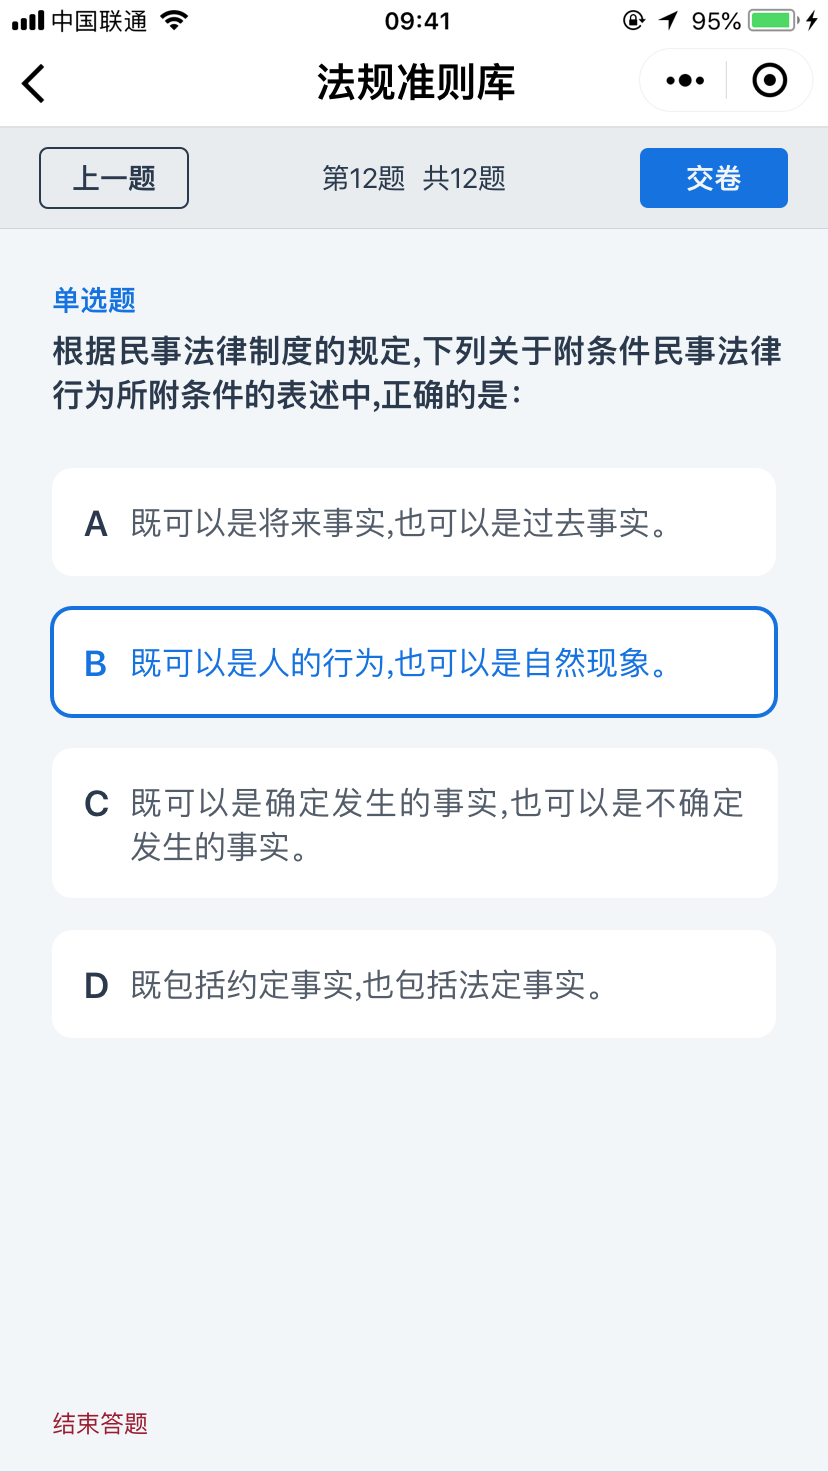 中国联通 09:41 95%
法规准则库
上一题 第12题 共12题 交卷
单选题
根据民事法律制度的规定,下列关于附条件民事法律
行为所附条件的表述中,正确的是：
A 既可以是将来事实,也可以是过去事实。
B 既可以是人的行为,也可以是自然现象。
C 既可以是确定发生的事实,也可以是不确定
发生的事实。
D 既包括约定事实,也包括法定事实。
结束答题